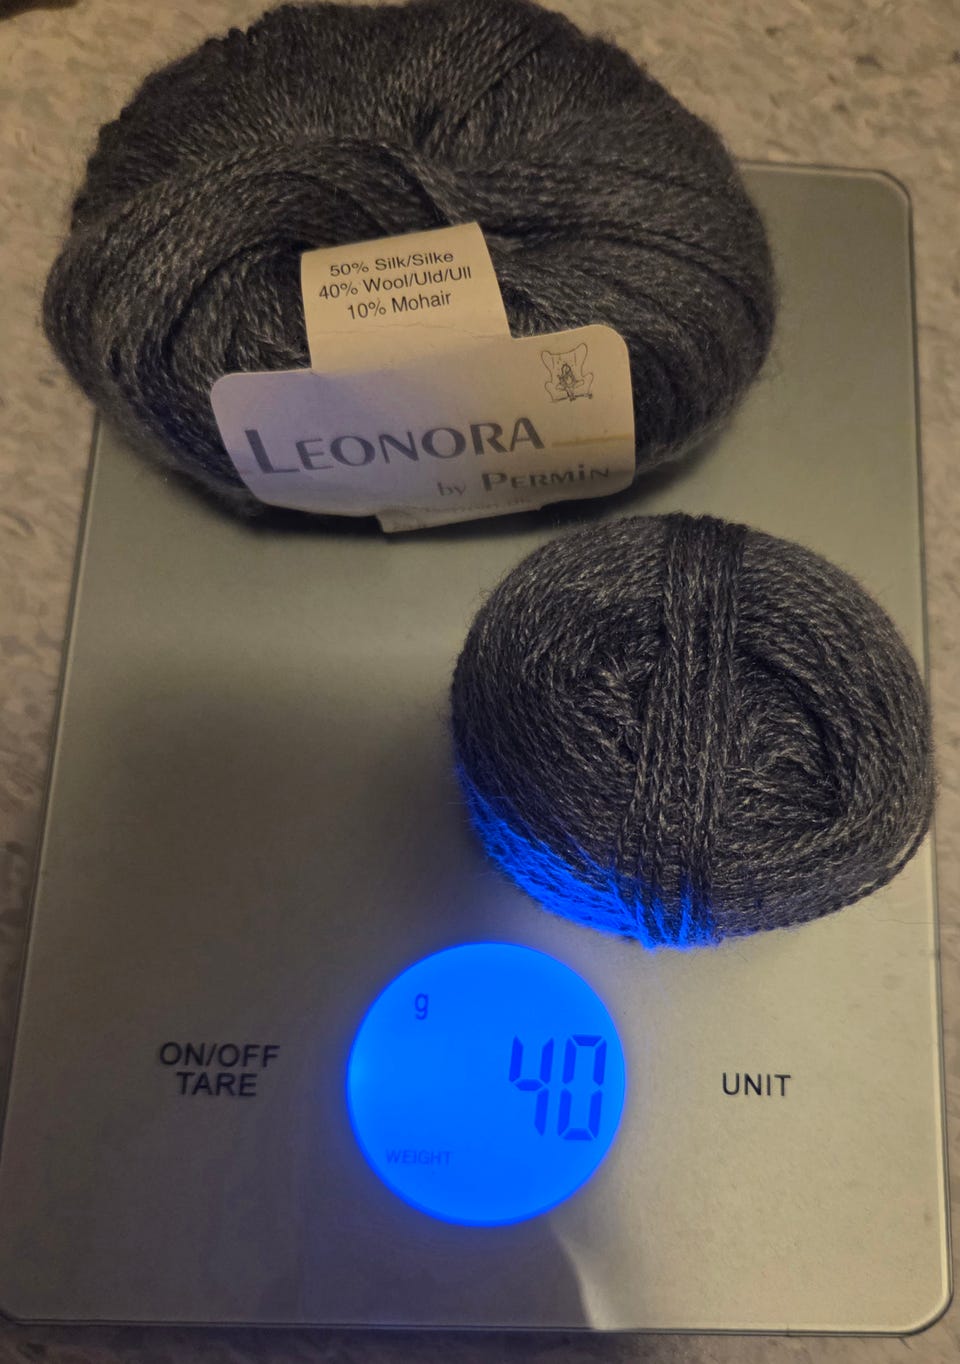 50% Silk/Silke
40% Wool/Uld/Ull
10% Mohair
LEONORA
by PERMIN
g
40
WEIGHT
ON/OFF
TARE
UNIT